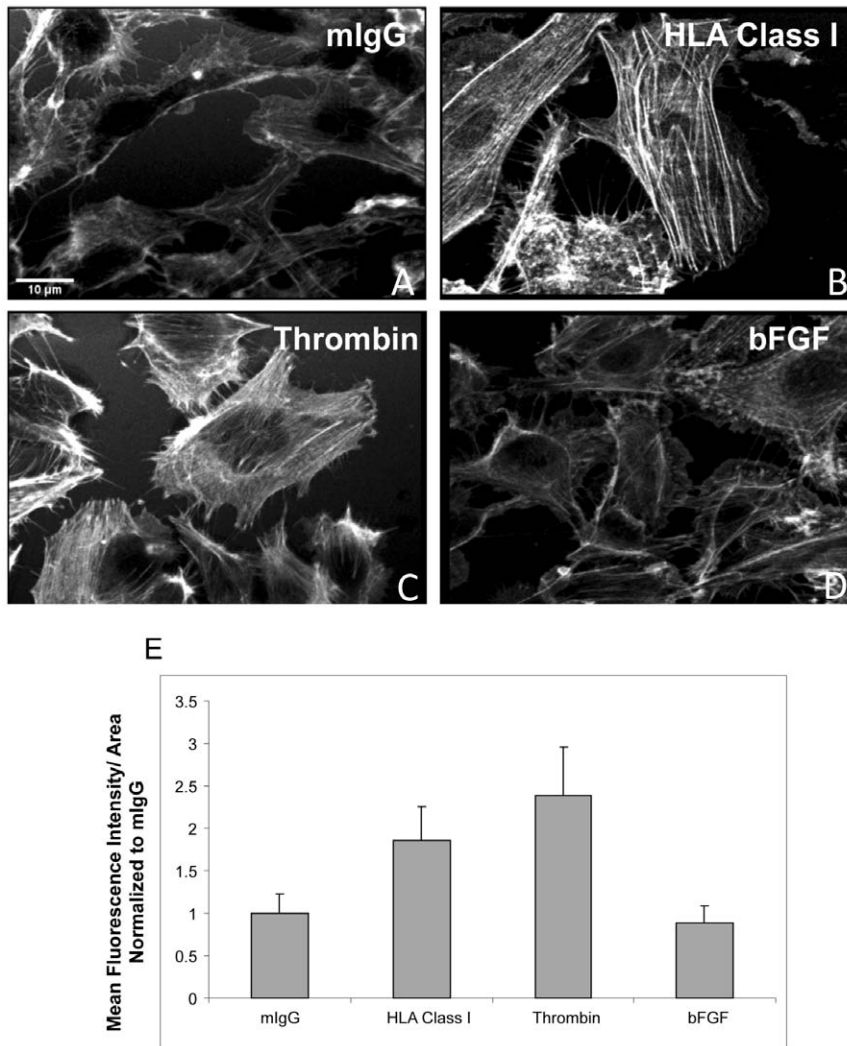 mIgG
HLA Class I
10 µm
A
B
Thrombin
bFGF
C
D
E
Mean Fluorescence Intensity/ Area
Normalized to mIgG
3.5
3
2.5
2
1.5
1
0.5
0
mIgG
HLA Class I
Thrombin
bFGF